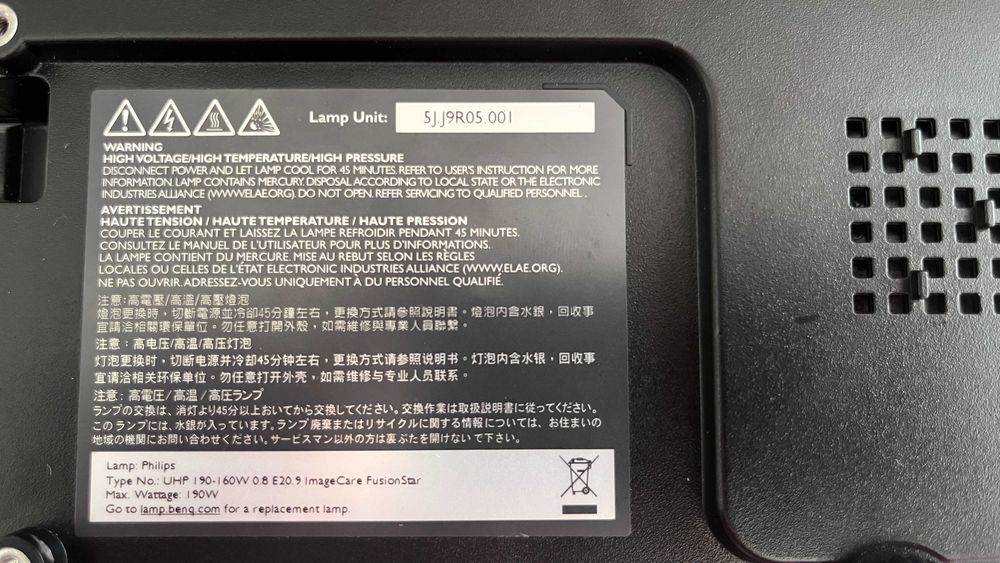 Lamp Unit: 5J.J9R05.001
WARNING
HIGH VOLTAGE/HIGH TEMPERATURE/HIGH PRESSURE
DISCONNECT POWER AND LET LAMP COOL FOR 45 MINUTES. REFER TO USER'S INSTRUCTION FOR MORE
INFORMATION. LAMP CONTAINS MERCURY. DISPOSAL ACCORDING TO LOCAL STATE OR THE ELECTRONIC
INDUSTRIES ALLIANCE (WWW.ELAE.ORG). DO NOT OPEN. REFER SERVICING TO QUALIFIED PERSONNEL .
AVERTISSEMENT
HAUTE TENSION / HAUTE TEMPERATURE / HAUTE PRESSION
COUPER LE COURANT ET LAISSEZ LA LAMPE REFROIDIR PENDANT 45 MINUTES.
CONSULTEZ LE MANUEL DE L'UTILISATEUR POUR PLUS D'INFORMATIONS.
LA LAMPE CONTIENT DU MERCURE. MISE AU REBUT SELON LES RÈGLES
LOCALES OU CELLES DE L'ÉTAT ELECTRONIC INDUSTRIES ALLIANCE (WWW.ELAE.ORG).
NE PAS OUVRIR. ADRESSEZ-VOUS UNIQUEMENT À DU PERSONNEL QUALIFIÉ.
注意:高電壓/高溫/高壓燈泡
燈泡更換時，切斷電源並冷卻45分鐘左右，更換方式請參照說明書。燈泡內含水銀，回收事
宜請洽相關環保單位。勿任意打開外殼，如需維修與專業人員聯繫。
注意：高电压/高温/高压灯泡
灯泡更换时，切断电源并冷却45分钟左右，更换方式请参照说明书。灯泡内含水银，回收事
宜请洽相关环保单位。勿任意打开外壳，如需维修与专业人员联系。
注意：高電圧/高温/高圧ランプ
ランプの交換は、消灯より45分以上おいてから交換してください。交換作業は取扱説明書に従ってください。
このランプには、水銀が入っています。ランプ廃棄またはリサイクルに関する情報については、お住まいの
地域の機関にお問い合わせください。サービスマン以外の方は裏ぶたを開けないで下さい。
Lamp: Philips
Type No.: UHP 190-160W 0.8 E20.9 ImageCare FusionStar
Max. Wattage: 190W
Go to lamp.benq.com for a replacement lamp.